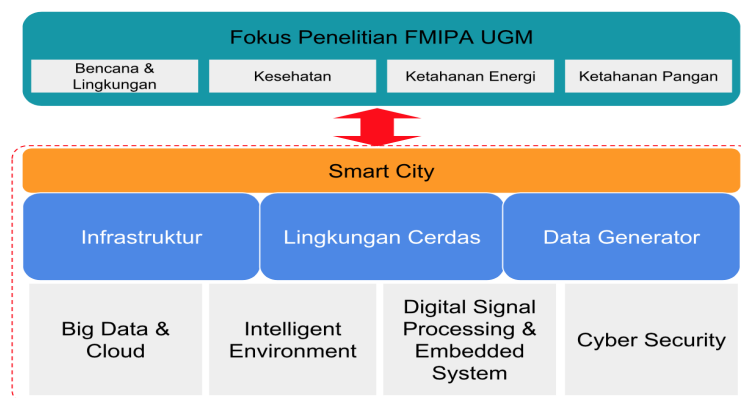 Fokus Penelitian FMIPA UGM
Bencana &
Lingkungan
Kesehatan
Ketahanan Energi
Ketahanan Pangan
Smart City
Infrastruktur
Lingkungan Cerdas
Data Generator
Big Data &
Cloud
Intelligent
Environment
Digital Signal
Processing &
Embedded
System
Cyber Security